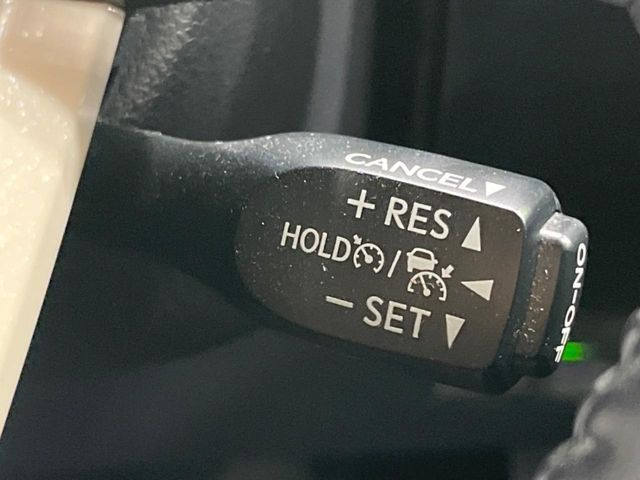 CANCEL▼
+ RES ▲
HOLD /◀
− SET ▼
ON-OFF